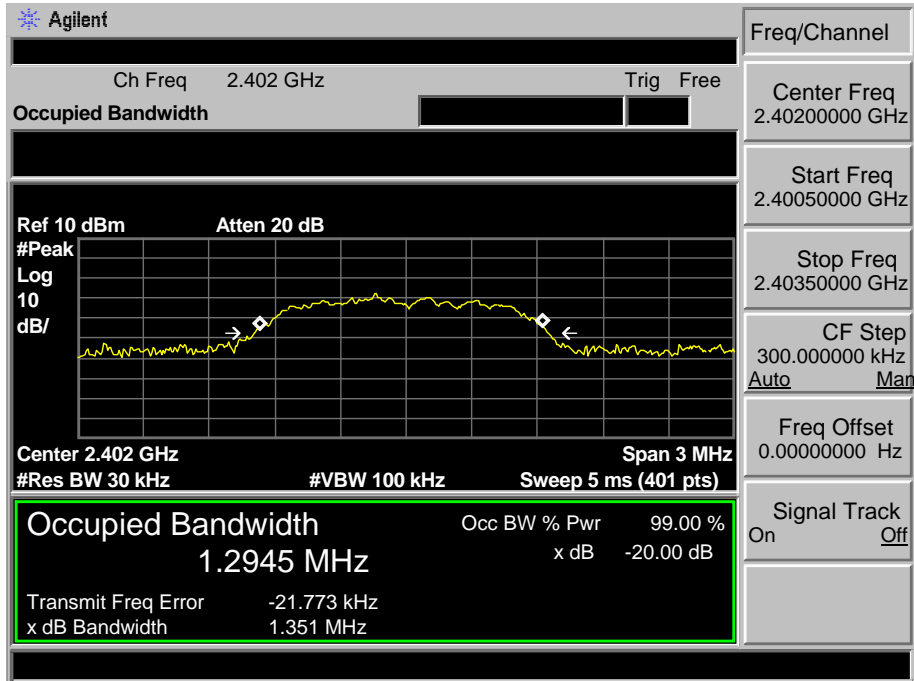 Agilent
Freq/Channel
Ch Freq 2.402 GHz Trig Free
Occupied Bandwidth
Center Freq
2.40200000 GHz
Start Freq
2.40050000 GHz
Stop Freq
2.40350000 GHz
CF Step
300.000000 kHz
Auto Man
Freq Offset
0.00000000 Hz
Signal Track
On Off
Ref 10 dBm Atten 20 dB
#Peak
Log
10
dB/
Center 2.402 GHz Span 3 MHz
#Res BW 30 kHz #VBW 100 kHz Sweep 5 ms (401 pts)
Occupied Bandwidth Occ BW % Pwr 99.00 %
1.2945 MHz x dB -20.00 dB
Transmit Freq Error -21.773 kHz
x dB Bandwidth 1.351 MHz